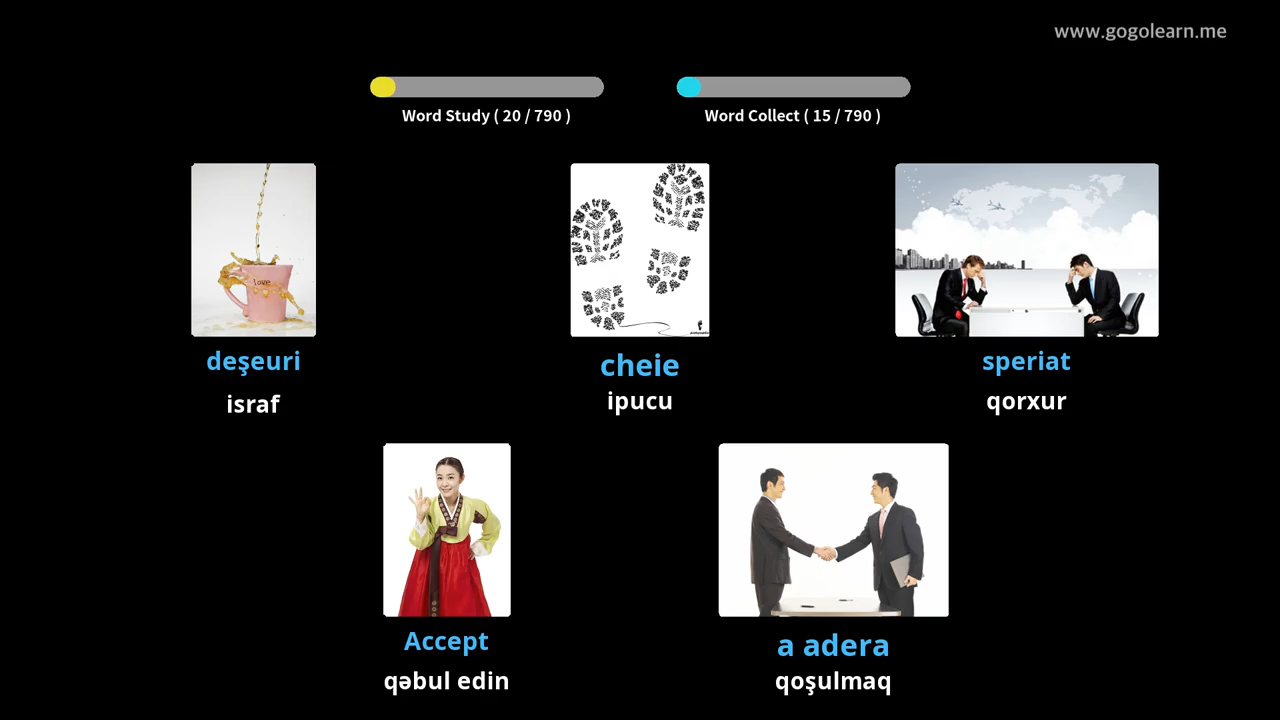 www.gogolearn.me
Word Study ( 20 / 790 )
Word Collect ( 15 / 790 )
love
deşeuri
israf
cheie
ipucu
speriat
qorxur
Accept
qəbul edin
a adera
qoşulmaq